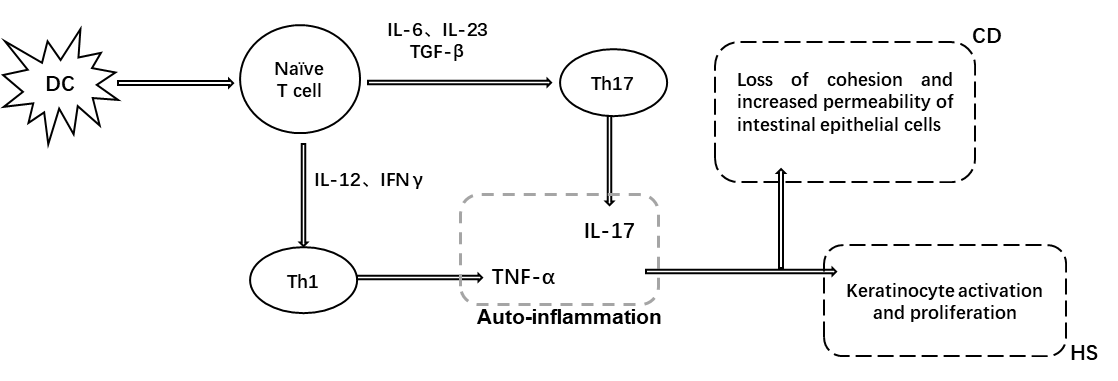 DC
Naïve
T cell
IL-6、IL-23
TGF-β
Th17
CD
Loss of cohesion and
increased permeability of
intestinal epithelial cells
IL-12、IFNγ
IL-17
Th1
TNF-α
Auto-inflammation
Keratinocyte activation
and proliferation
HS